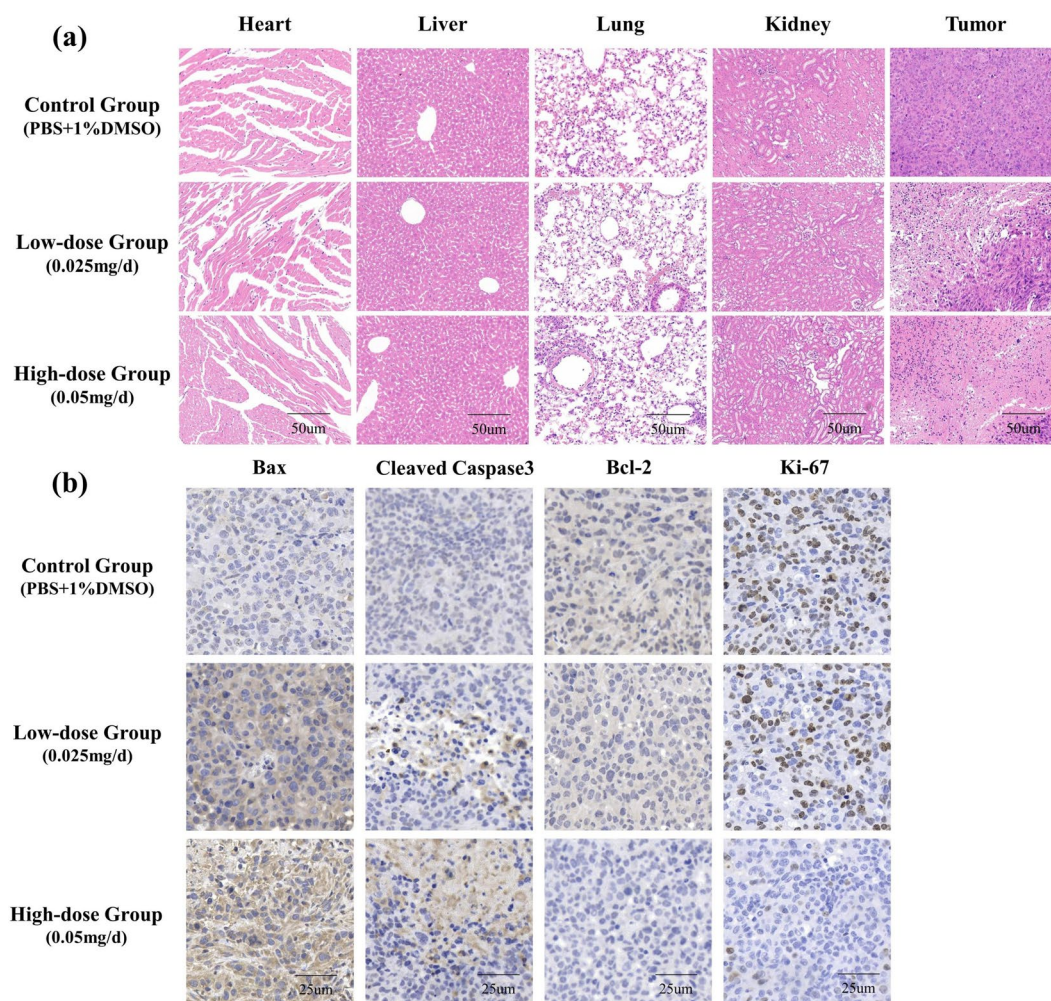 (a)
Heart Liver Lung Kidney Tumor
Control Group
(PBS+1%DMSO)
Low-dose Group
(0.025mg/d)
High-dose Group
(0.05mg/d)
50um 50um 50um 50um 50um
(b)
Bax Cleaved Caspase3 Bcl-2 Ki-67
Control Group
(PBS+1%DMSO)
Low-dose Group
(0.025mg/d)
High-dose Group
(0.05mg/d)
25um 25um 25um 25um